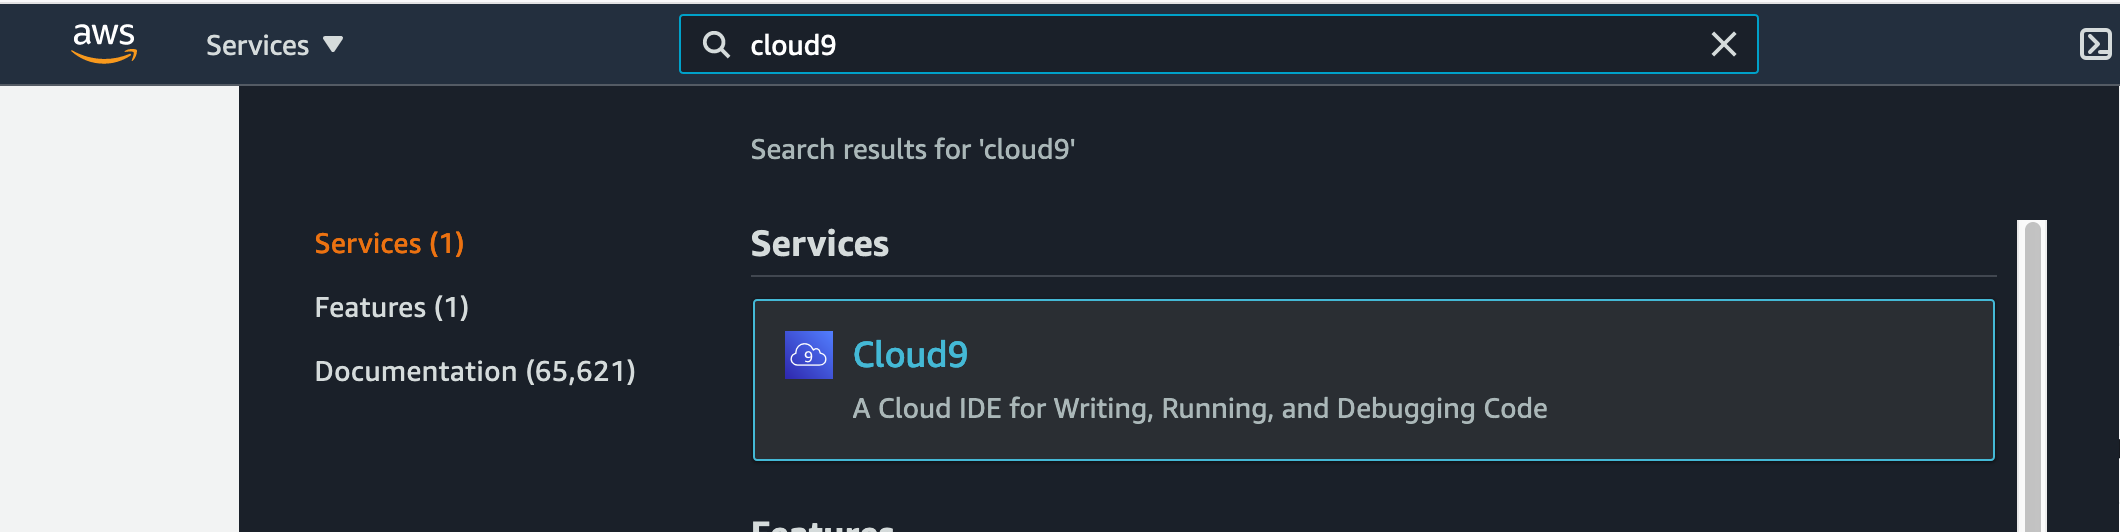 aws
Services
cloud9
Search results for 'cloud9'
Services (1)
Features (1)
Documentation (65,621)
Services
9
Cloud9
A Cloud IDE for Writing, Running, and Debugging Code
Features